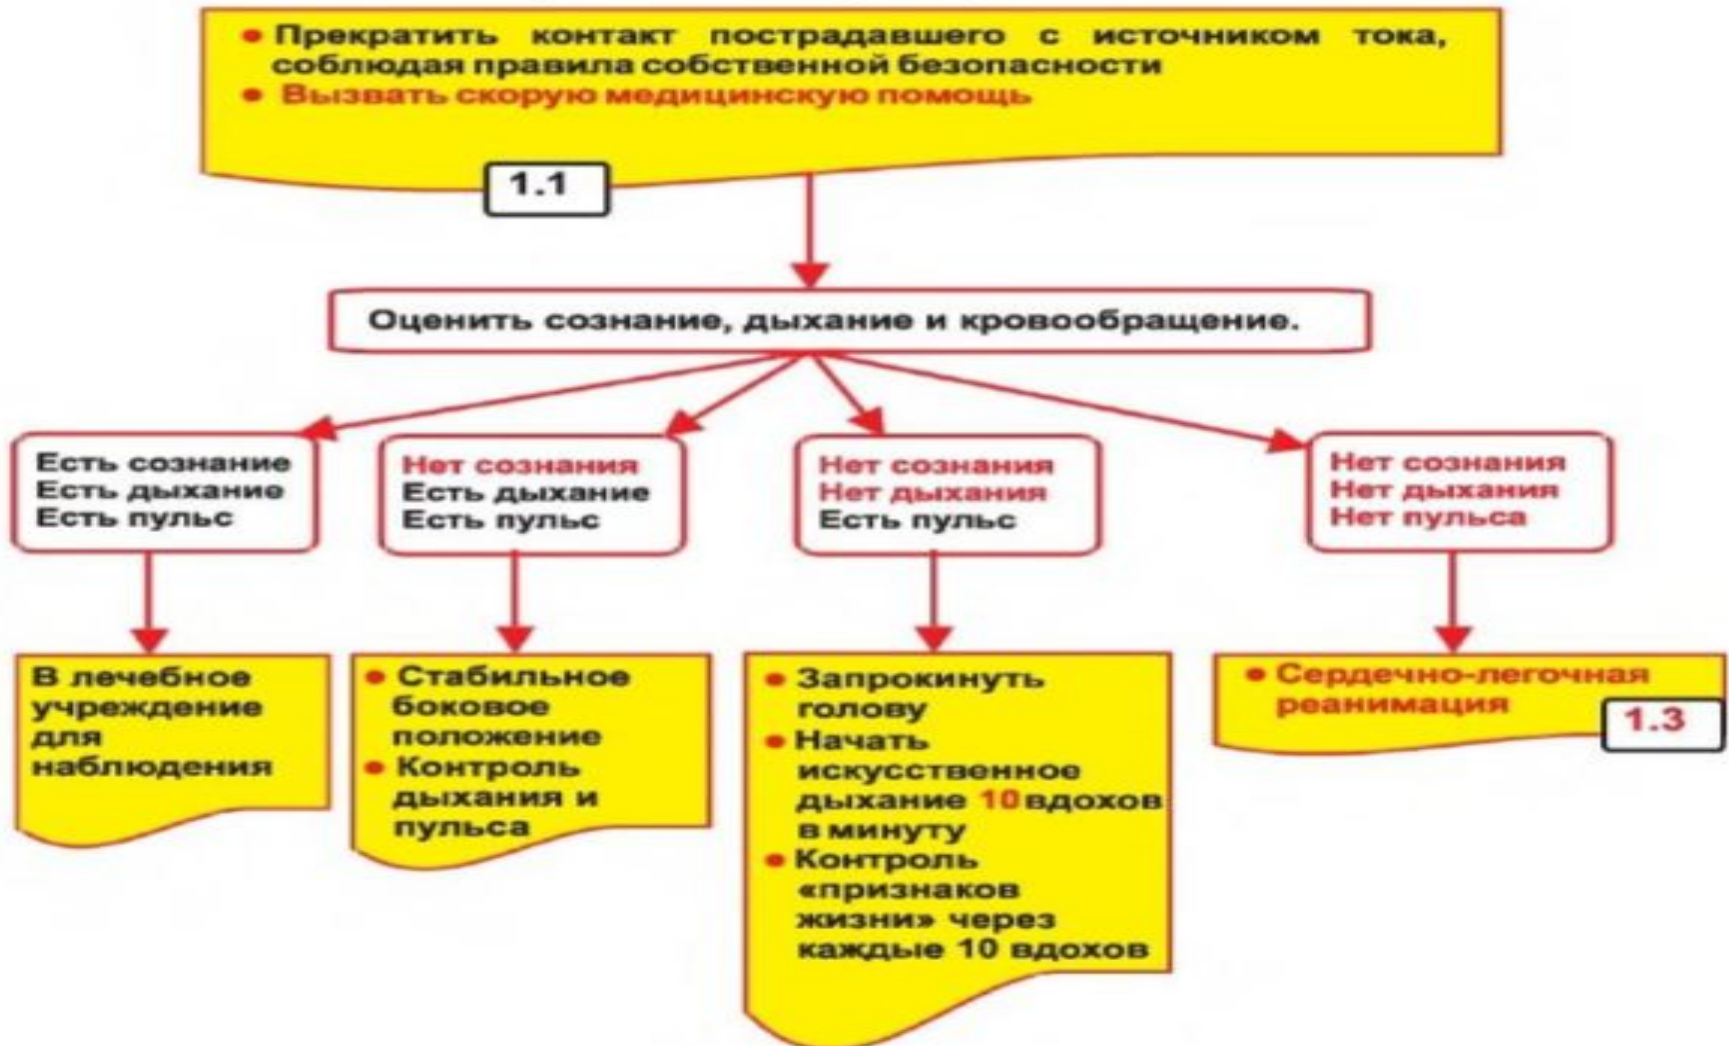 • Прекратить контакт пострадавшего с источником тока,
соблюдая правила собственной безопасности
• Вызвать скорую медицинскую помощь
1.1
Оценить сознание, дыхание и кровообращение.
Есть сознание
Есть дыхание
Есть пульс
Нет сознания
Есть дыхание
Есть пульс
Нет сознания
Нет дыхания
Есть пульс
Нет сознания
Нет дыхания
Нет пульса
В лечебное
учреждение
для
наблюдения
• Стабильное
боковое
положение
• Контроль
дыхания и
пульса
• Запрокинуть
голову
• Начать
искусственное
дыхание 10 вдохов
в минуту
• Контроль
«признаков
жизни» через
каждые 10 вдохов
• Сердечно-легочная
реанимация
1.3